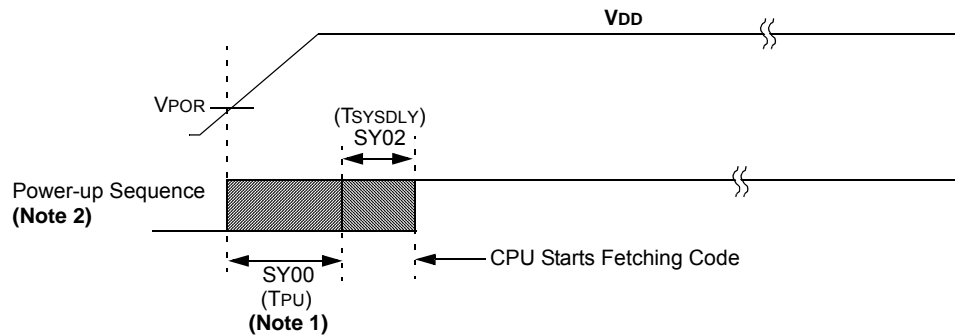 VDD
VPOR
(TSYSDLY)
SY02
Power-up Sequence
(Note 2)
CPU Starts Fetching Code
SY00
(TPU)
(Note 1)